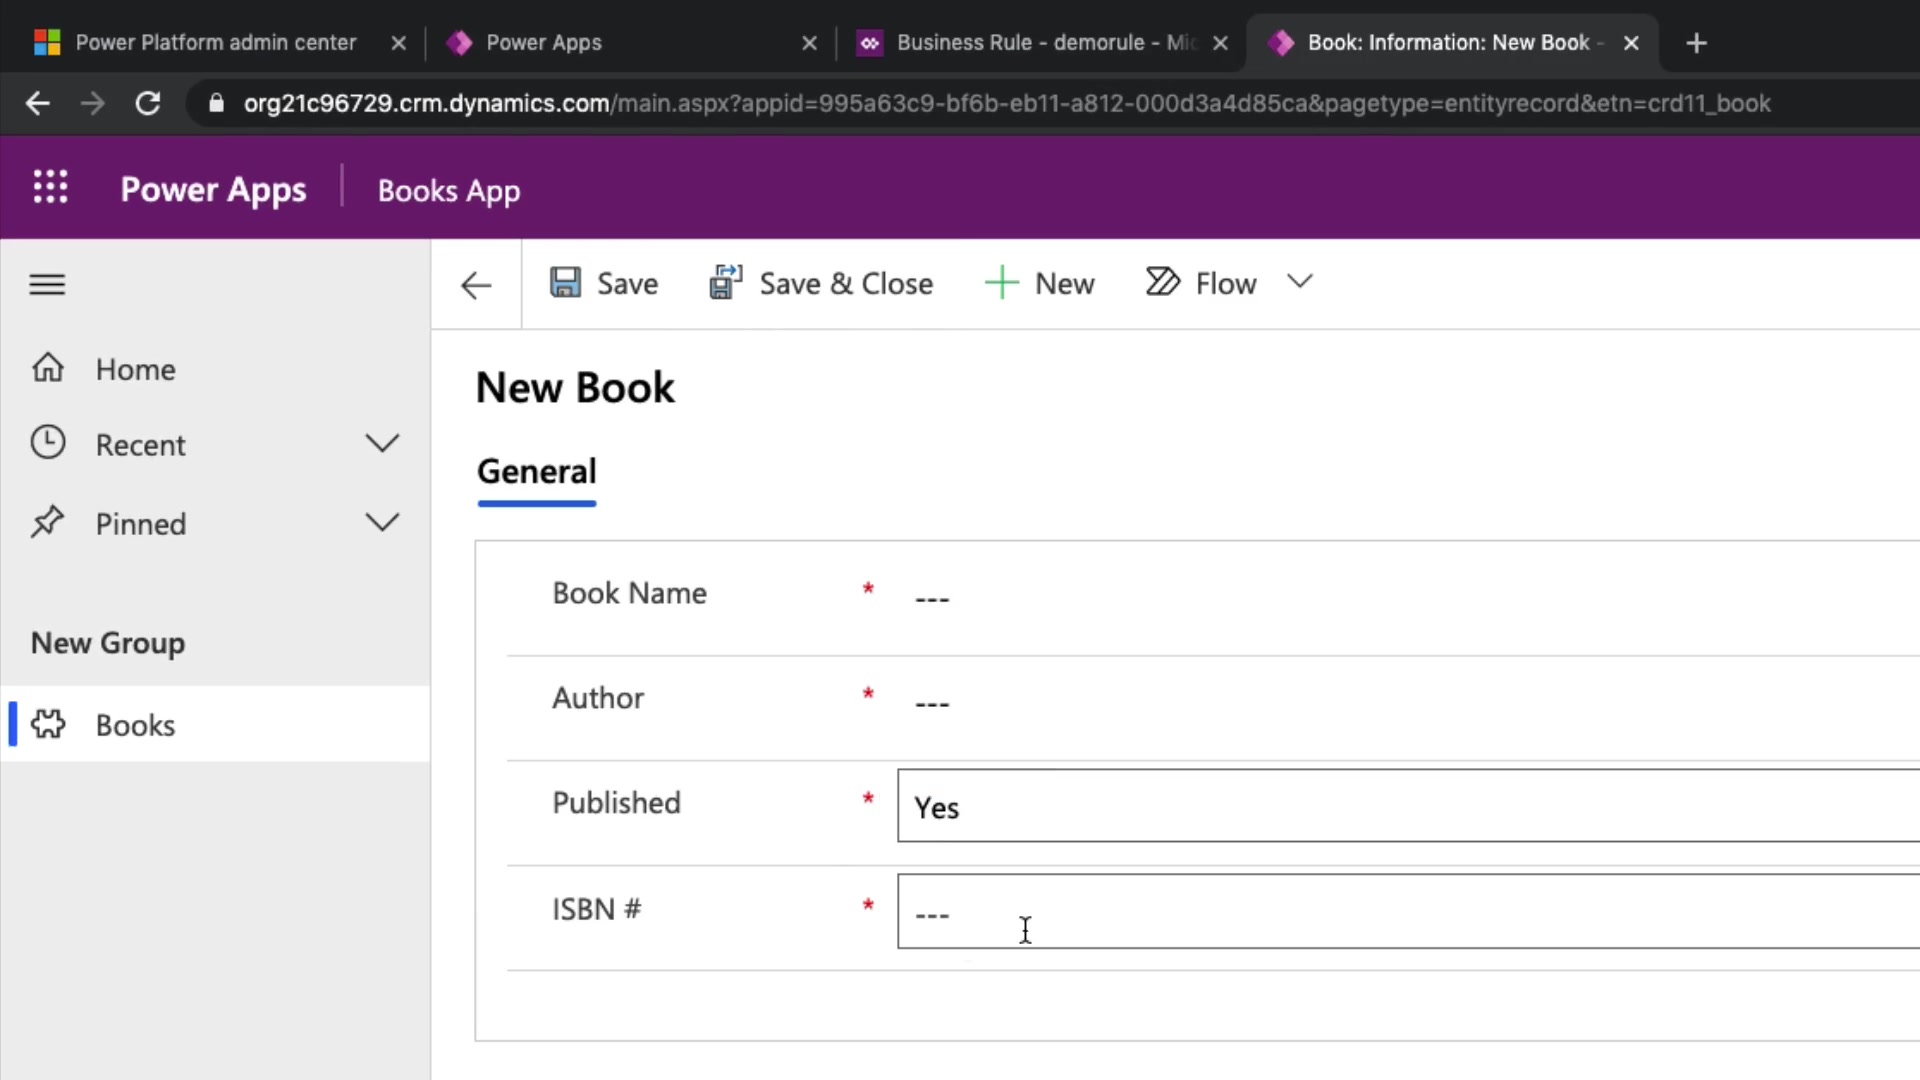 Power Platform admin center
Power Apps
Business Rule - demorule - Mic
Book: Information: New Book -
org21c96729.crm.dynamics.com/main.aspx?appid=995a63c9-bf6b-eb11-a812-000d3a4d85ca&pagetype=entityrecord&etn=crd11_book
Power Apps
Books App
Save
Save & Close
New
Flow
Home
Recent
Pinned
New Group
Books
New Book
General
Book Name * ---
Author * ---
Published * Yes
ISBN # * ---